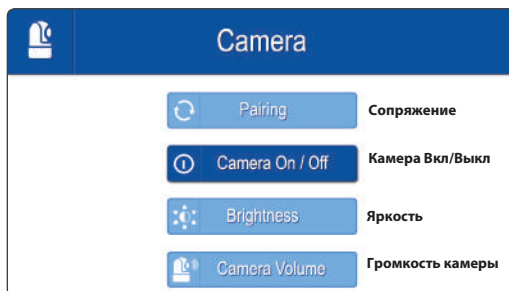 Camera
Pairing Сопряжение
Camera On / Off Камера Вкл/Выкл
Brightness Яркость
Camera Volume Громкость камеры